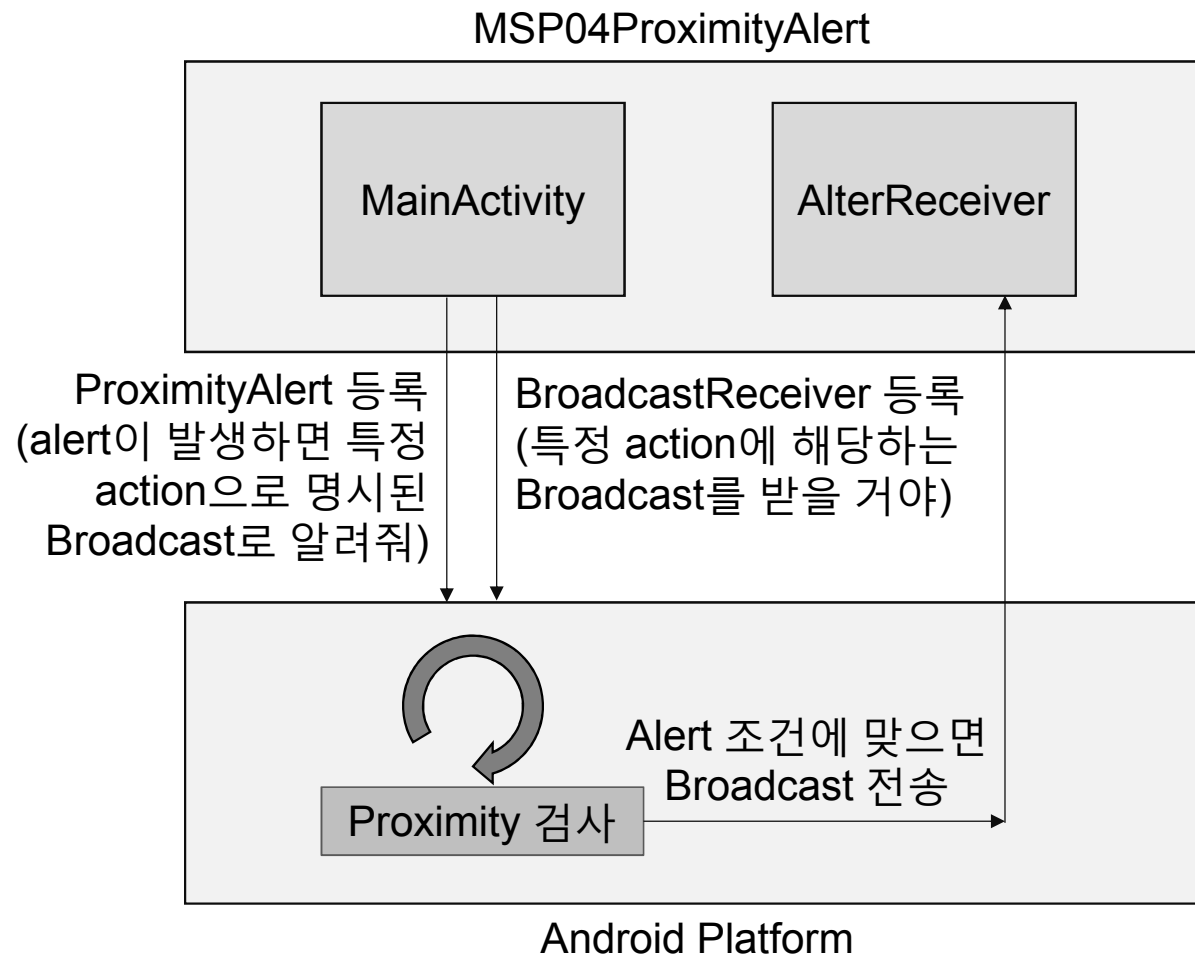 MSP04ProximityAlert
MainActivity
AlterReceiver
ProximityAlert 등록
(alert이 발생하면 특정
action으로 명시된
Broadcast로 알려줘)
BroadcastReceiver 등록
(특정 action에 해당하는
Broadcast를 받을 거야)
Alert 조건에 맞으면
Broadcast 전송
Proximity 검사
Android Platform